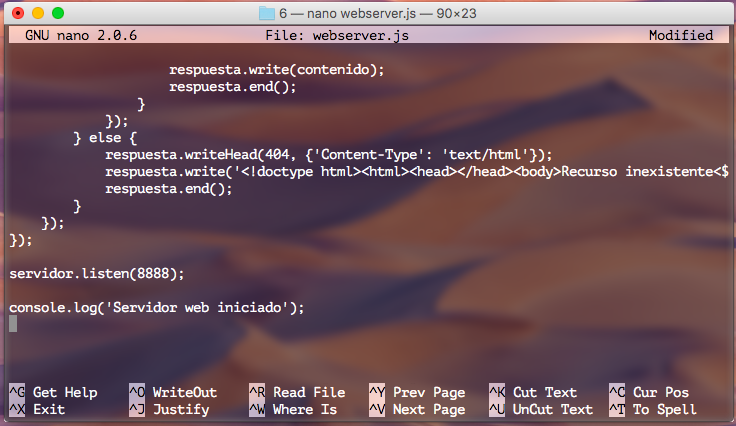 6 — nano webserver.js — 90×23
GNU nano 2.0.6 File: webserver.js Modified
respuesta.write(contenido);
respuesta.end();
}
});
} else {
respuesta.writeHead(404, {'Content-Type': 'text/html'});
respuesta.write('<!doctype html><html><head></head><body>Recurso inexistente<$
respuesta.end();
}
});
});
servidor.listen(8888);
console.log('Servidor web iniciado');
^G Get Help ^O WriteOut ^R Read File ^Y Prev Page ^K Cut Text ^C Cur Pos
^X Exit ^J Justify ^W Where Is ^V Next Page ^U UnCut Text ^T To Spell